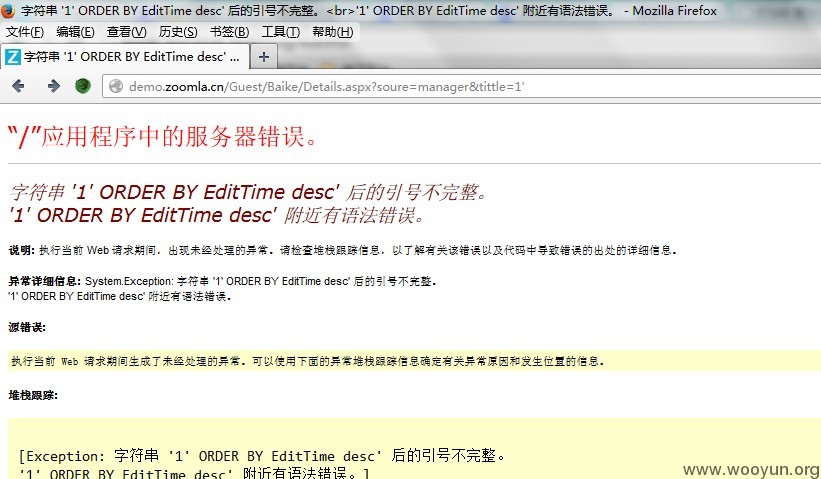 字符串 '1' ORDER BY EditTime desc' 后的引号不完整。<br>'1' ORDER BY EditTime desc' 附近有语法错误。 - Mozilla Firefox
文件(F) 编辑(E) 查看(V) 历史(S) 书签(B) 工具(T) 帮助(H)
Z 字符串 '1' ORDER BY EditTime desc' ... +
demo.zoomla.cn/Guest/Baike/Details.aspx?soure=manager&tittle=1'
“/”应用程序中的服务器错误。
字符串 '1' ORDER BY EditTime desc' 后的引号不完整。
'1' ORDER BY EditTime desc' 附近有语法错误。
说明: 执行当前 Web 请求期间，出现未经处理的异常。请检查堆栈跟踪信息，以了解有关该错误以及代码中导致错误的出处的详细信息。
异常详细信息: System.Exception: 字符串 '1' ORDER BY EditTime desc' 后的引号不完整。
'1' ORDER BY EditTime desc' 附近有语法错误。
源错误:
执行当前 Web 请求期间生成了未经处理的异常。可以使用下面的异常堆栈跟踪信息确定有关异常原因和发生位置的信息。
堆栈跟踪:
[Exception: 字符串 '1' ORDER BY EditTime desc' 后的引号不完整。
'1' ORDER BY EditTime desc' 附近有语法错误。]
www.wooyun.org